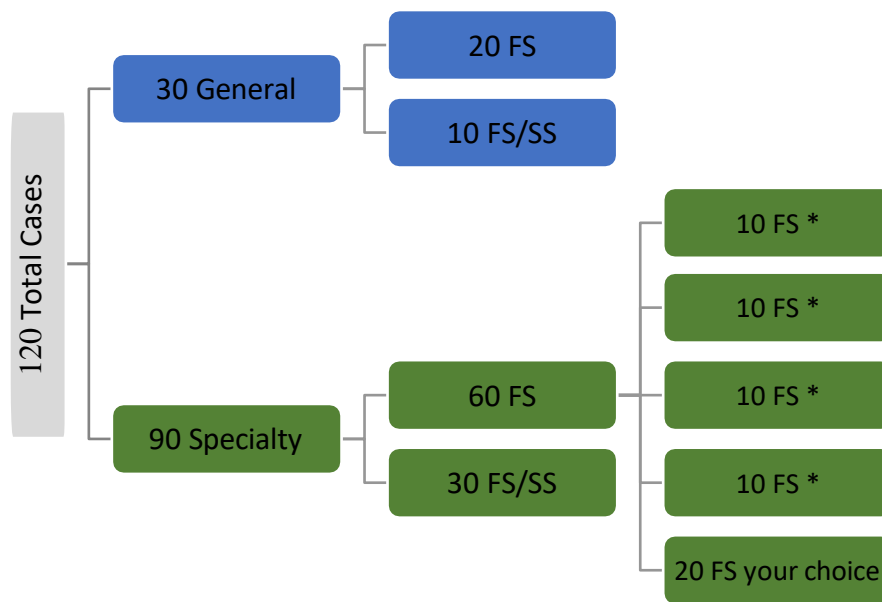 120 Total Cases
30 General
20 FS
10 FS/SS
90 Specialty
60 FS
30 FS/SS
10 FS *
10 FS *
10 FS *
10 FS *
20 FS your choice